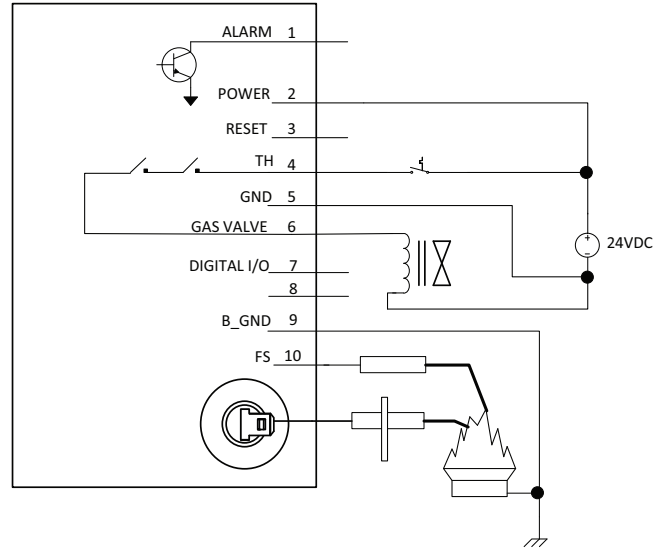 ALARM 1
POWER 2
RESET 3
TH 4
GND 5
GAS VALVE 6
24VDC
DIGITAL I/O 7
8
B_GND 9
FS 10